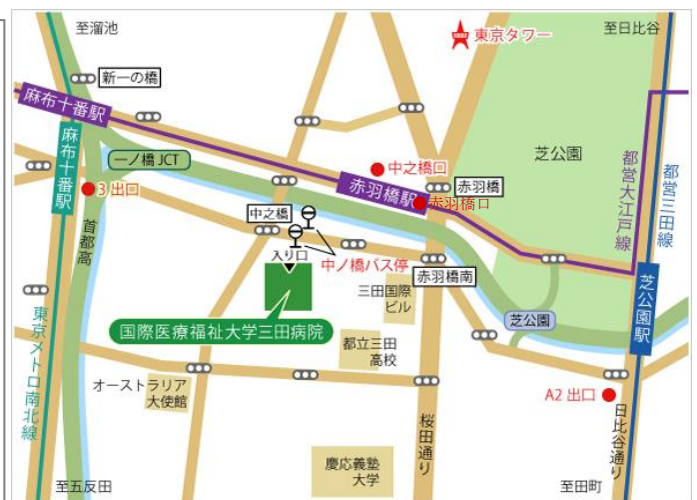 至溜池
東京タワー
至日比谷
新一の橋
麻布十番駅
麻布十番駅
一ノ橋 JCT
3 出口
首都高
中之橋口
赤羽橋駅
赤羽橋
赤羽橋口
芝公園
都営大江戸線
都営三田線
中之橋
入り口
中ノ橋バス停
赤羽橋南
三田国際
ビル
芝公園
芝公園駅
国際医療福祉大学三田病院
都立三田
高校
東京メトロ南北線
オーストラリア
大使館
A2 出口
桜田通り
日比谷通り
慶応義塾
大学
至五反田
至田町